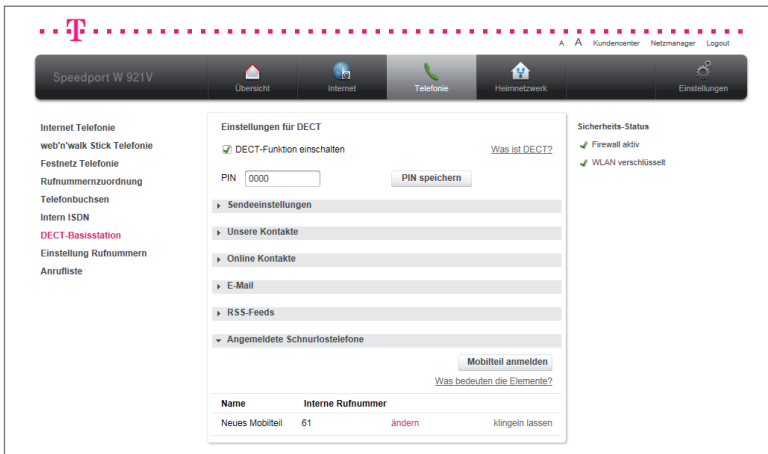 T
A A Kundencenter Netzmanager Logout
Speedport W 921V
Übersicht Internet Telefonie Heimnetzwerk Einstellungen
Internet Telefonie
web'n'walk Stick Telefonie
Festnetz Telefonie
Rufnummernzuordnung
Telefonbuchsen
Intern ISDN
DECT-Basisstation
Einstellung Rufnummern
Anrufliste
Einstellungen für DECT
DECT-Funktion einschalten Was ist DECT?
PIN 0000 PIN speichern
Sendeeinstellungen
Unsere Kontakte
Online Kontakte
E-Mail
RSS-Feeds
Angemeldete Schnurlostelefone
Mobilteil anmelden
Was bedeuten die Elemente?
Name Interne Rufnummer
Neues Mobilteil 61 ändern klingeln lassen
Sicherheits-Status
Firewall aktiv
WLAN verschlüsselt